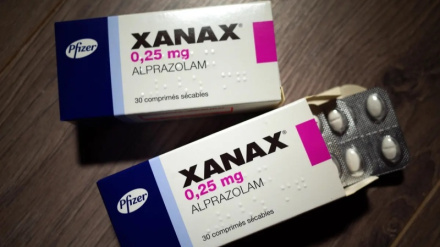 Pfizer
XANAX®
0,25 mg
ALPRAZOLAM
30 comprimés sécables
Pfizer
XANAX®
0,25 mg
ALPRAZOLAM
30 comprimés sécables